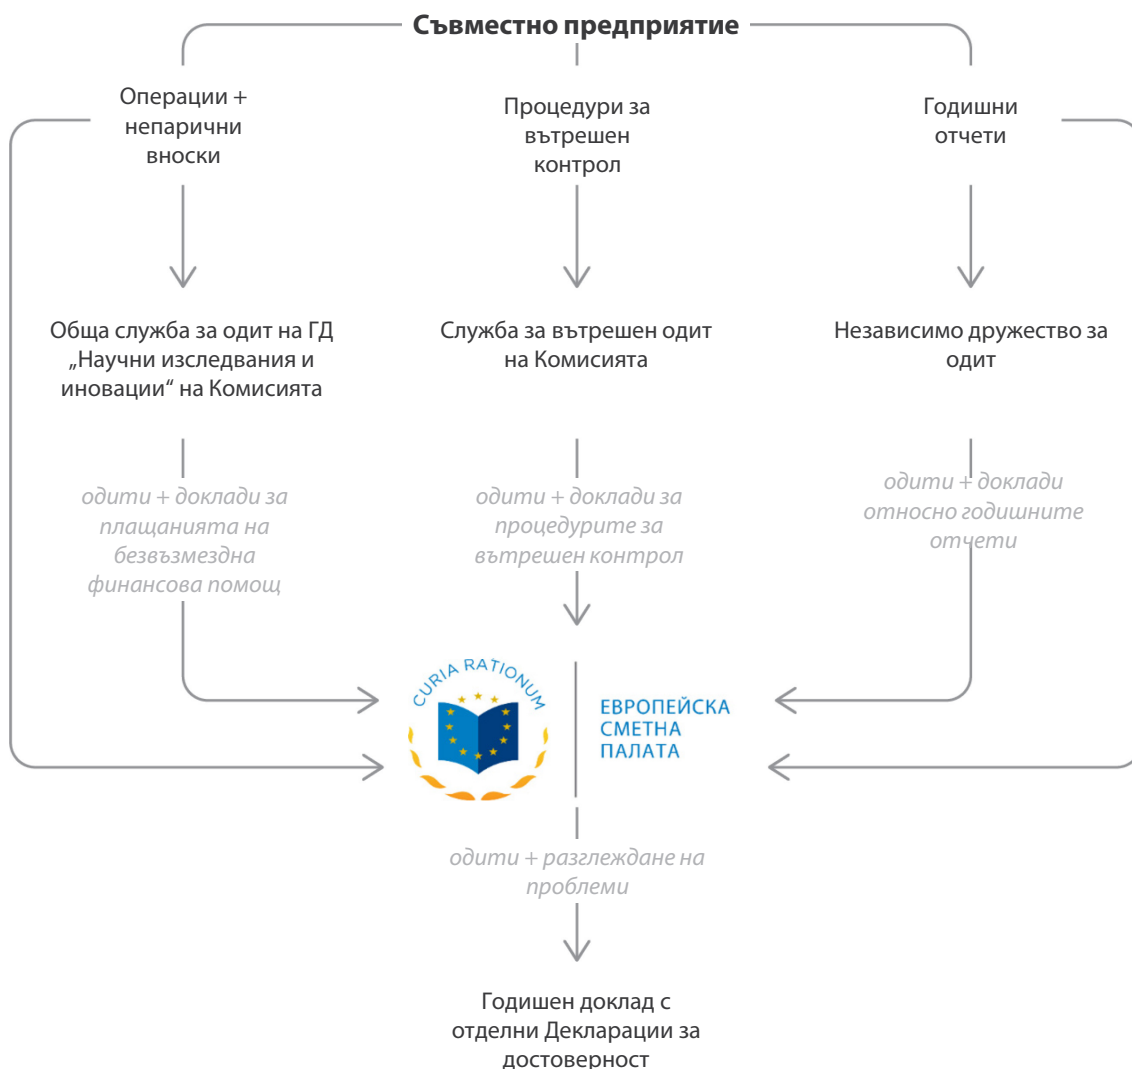 Съвместно предприятие
Операции +
непарични
вноски
Процедури за
вътрешен
контрол
Годишни
отчети
Обща служба за одит на ГД
„Научни изследвания и
иновации“ на Комисията
Служба за вътрешен одит
на Комисията
Независимо дружество за
одит
одити + доклади за
плащанията на
безвъзмездна
финансова помощ
одити + доклади за
процедурите за
вътрешен контрол
одити + доклади
относно годишните
отчети
CURIA RATIONUM
ЕВРОПЕЙСКА
СМЕТНА
ПАЛАТА
одити + разглеждане на
проблеми
Годишен доклад с
отделни Декларации за
достоверност